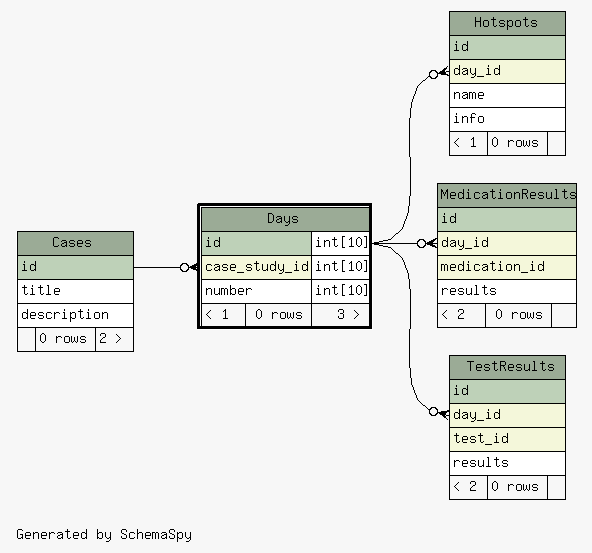 Hotspots
id
day_id
name
info
< 1 0 rows
MedicationResults
id
day_id
medication_id
results
< 2 0 rows
Days
id int[10]
case_study_id int[10]
number int[10]
< 1 0 rows 3 >
Cases
id
title
description
0 rows 2 >
TestResults
id
day_id
test_id
results
< 2 0 rows
Generated by SchemaSpy